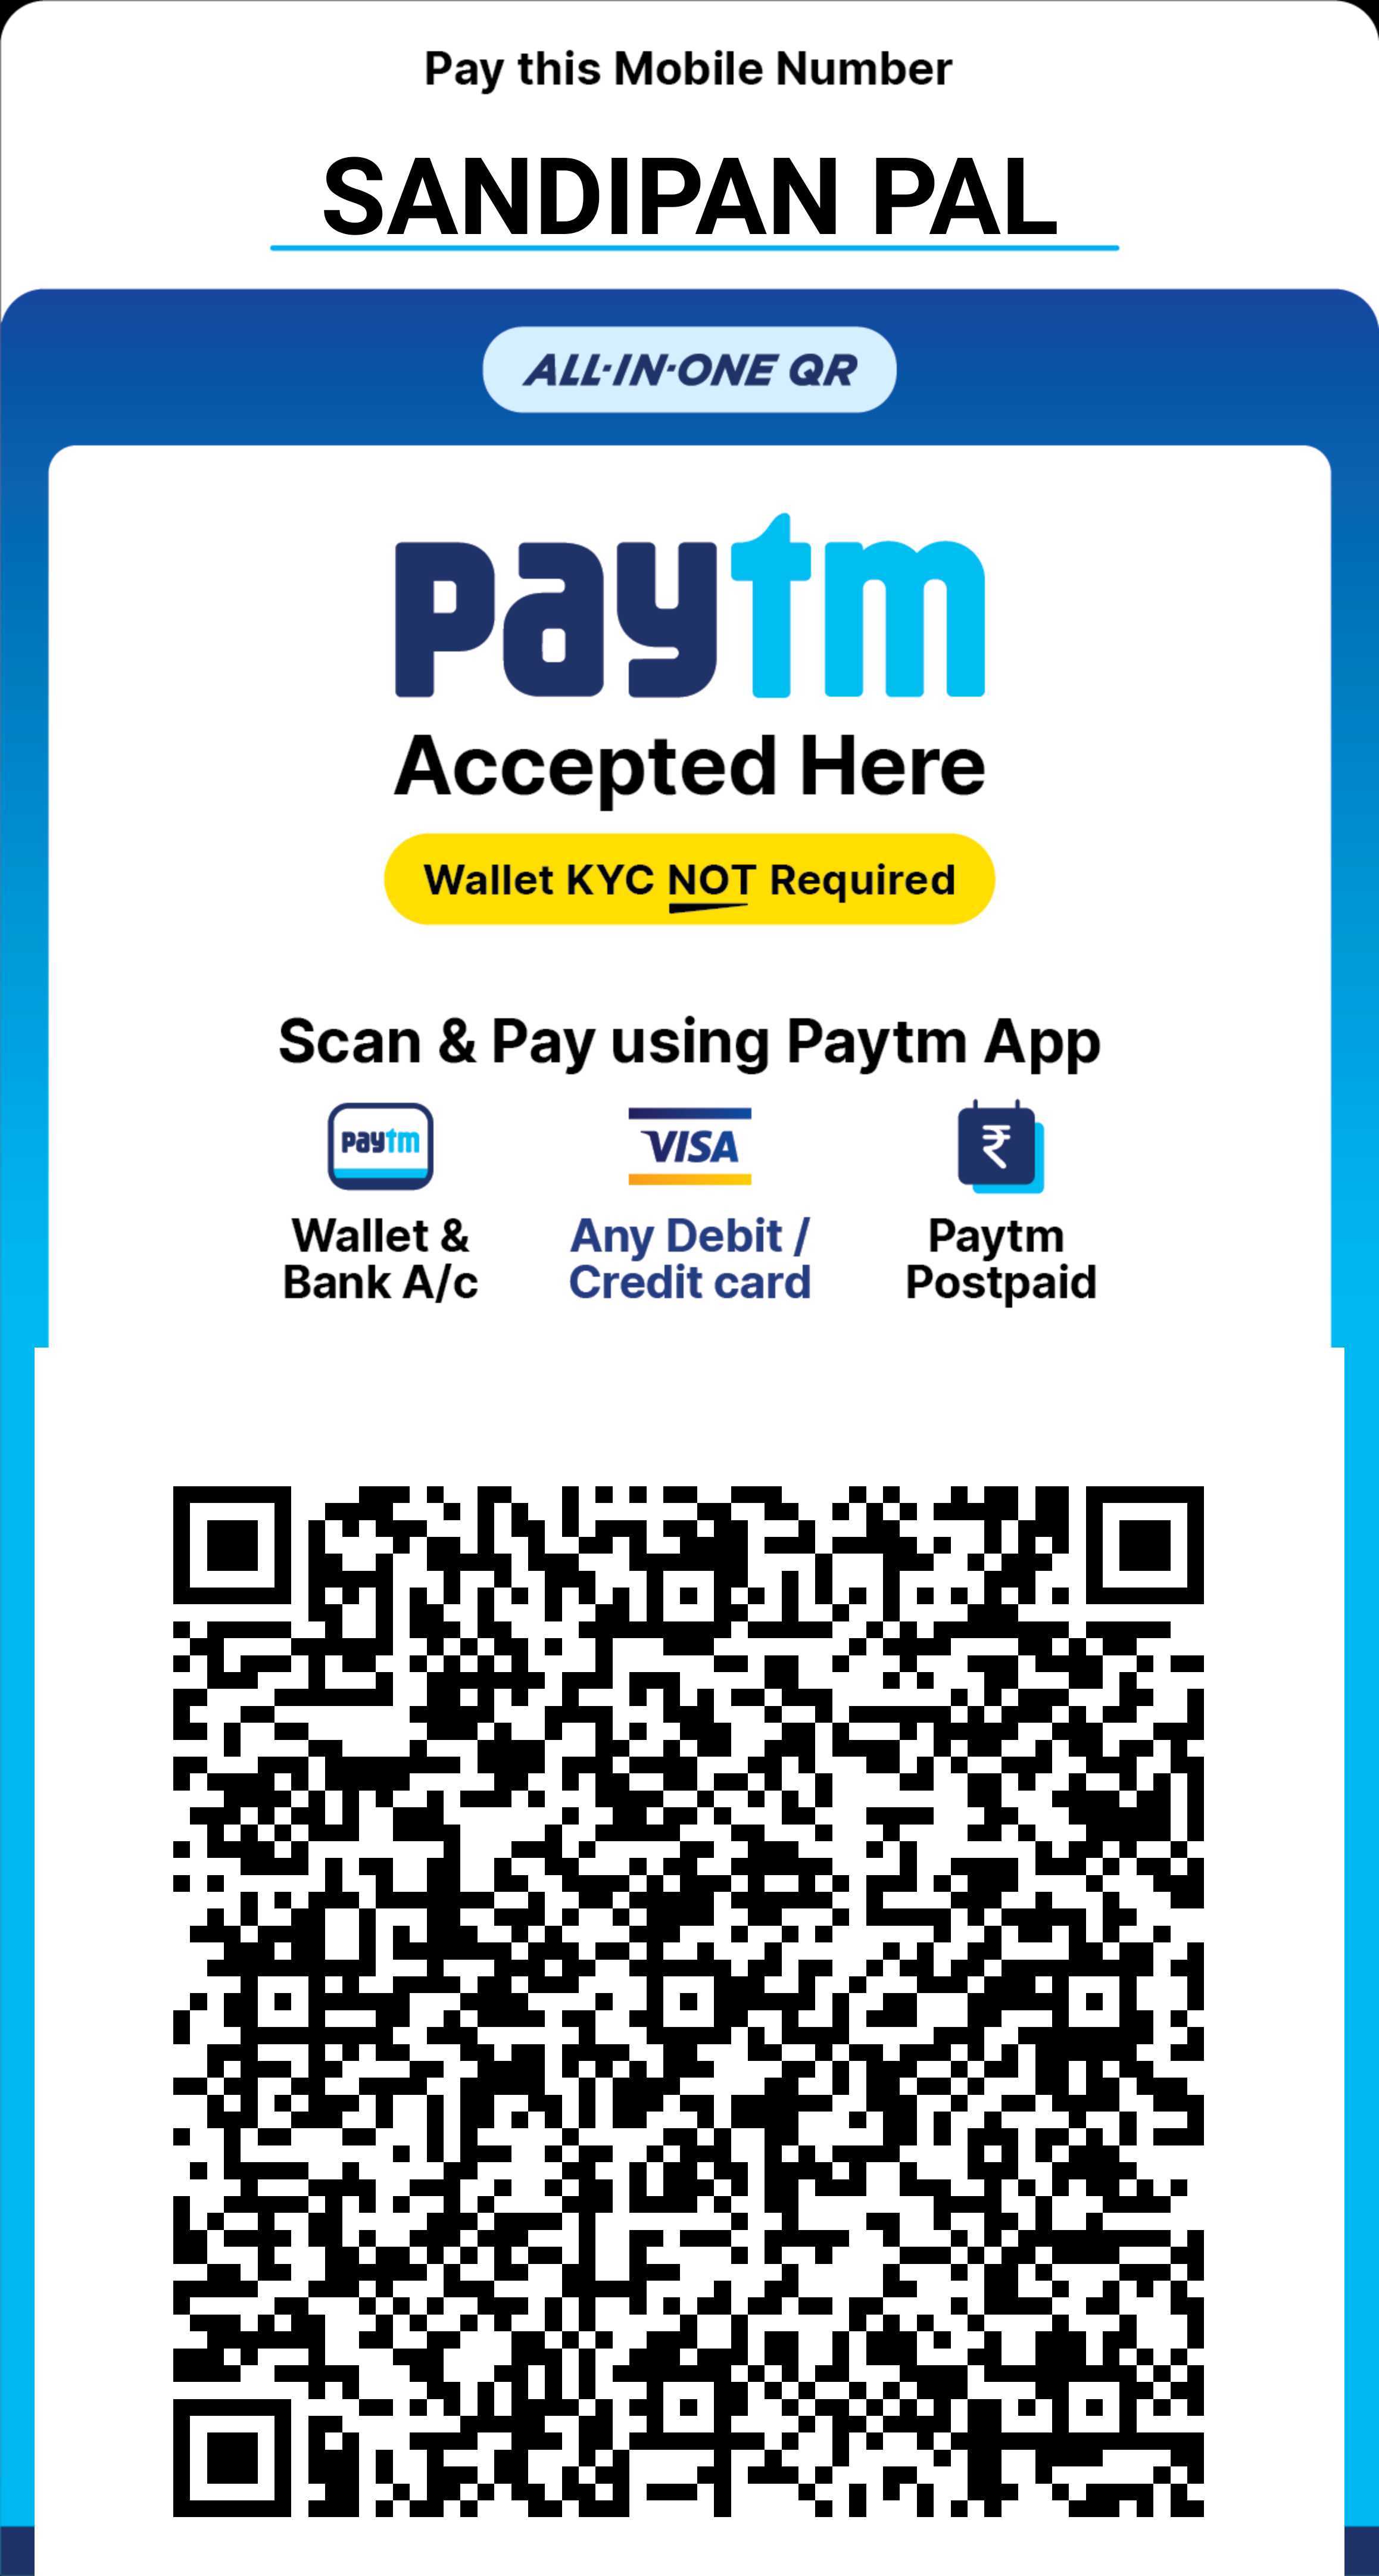 Pay this Mobile Number
SANDIPAN PAL
ALL·IN·ONE QR
paytm
Accepted Here
Wallet KYC NOT Required
Scan & Pay using Paytm App
paytm
VISA
₹
Wallet &
Bank A/c
Any Debit /
Credit card
Paytm
Postpaid